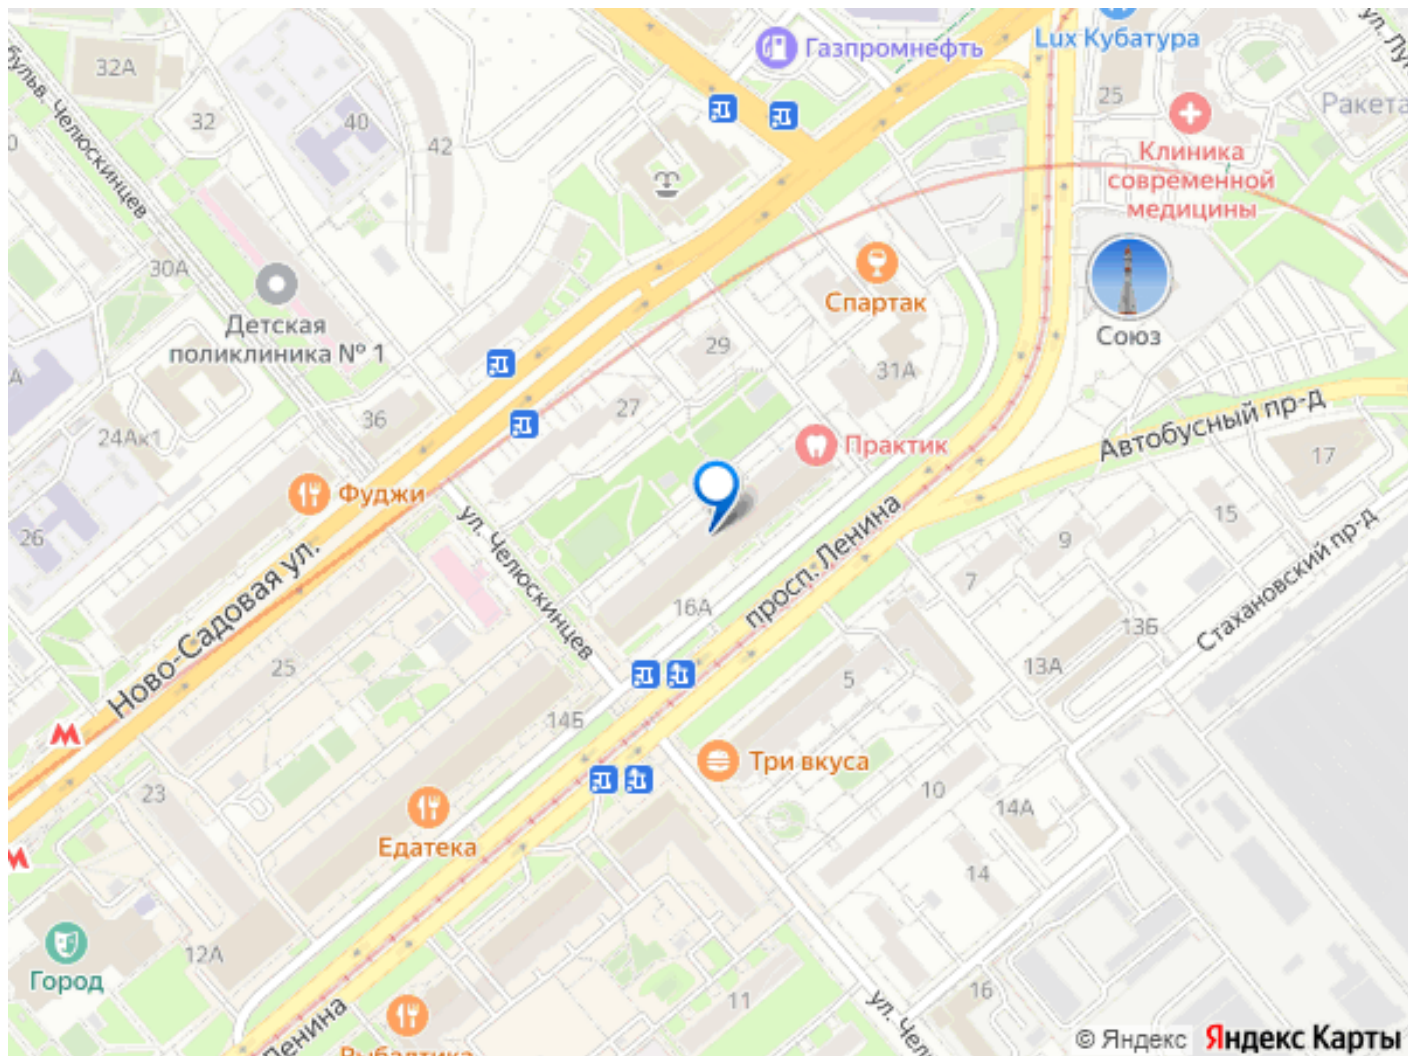 Газпромнефть
Lux Кубатура
ул. Лу
32А
бульв. Челюскинцев
32
40
42
25
Ракета
Клиника
современной
медицины
30А
Детская
поликлиника № 1
Спартак
Союз
29
31А
27
36
24Ак1
Практик
Автобусный пр-д
17
Фуджи
26
ул. Челюскинцев
просп. Ленина
15
9
7
Стахановский пр-д
Ново-Садовая ул.
16А
13Б
13А
25
5
14Б
Три вкуса
23
10
14А
Едатека
14
12А
Город
11
16
ул. Чел
Ленина
Рыбалтика
© Яндекс Яндекс Карты